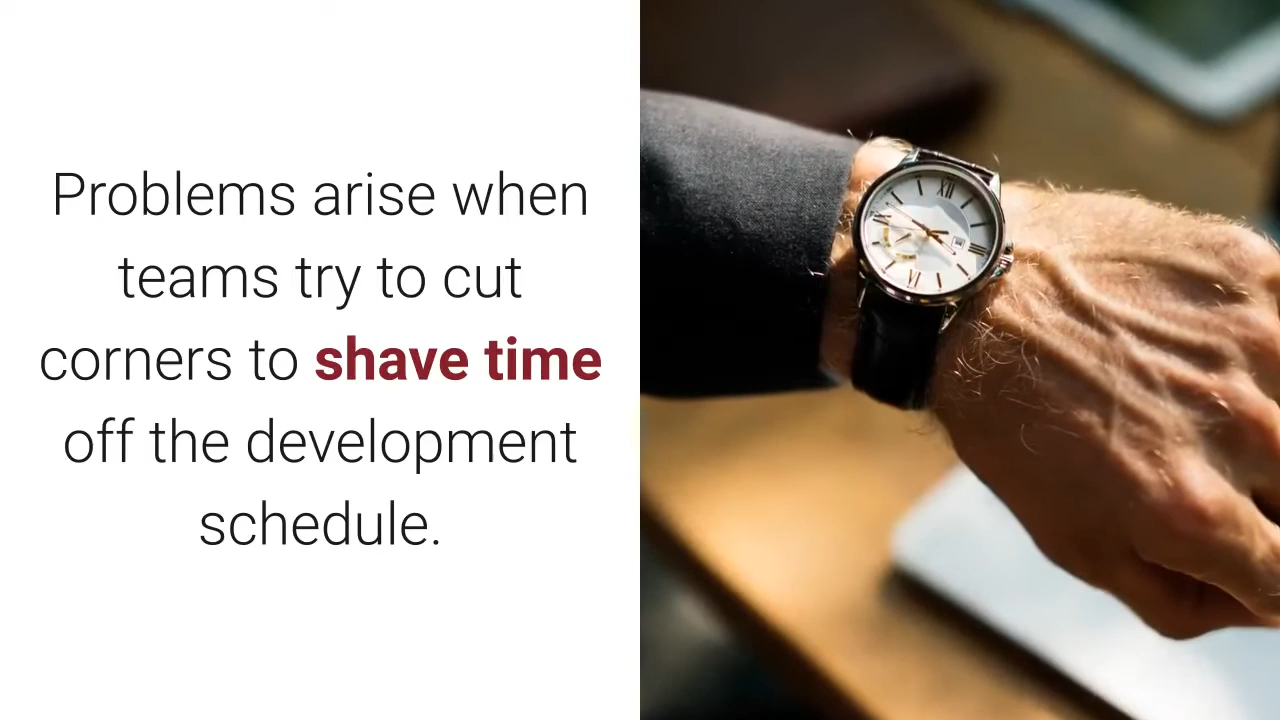 Problems arise when
teams try to cut
corners to shave time
off the development
schedule.